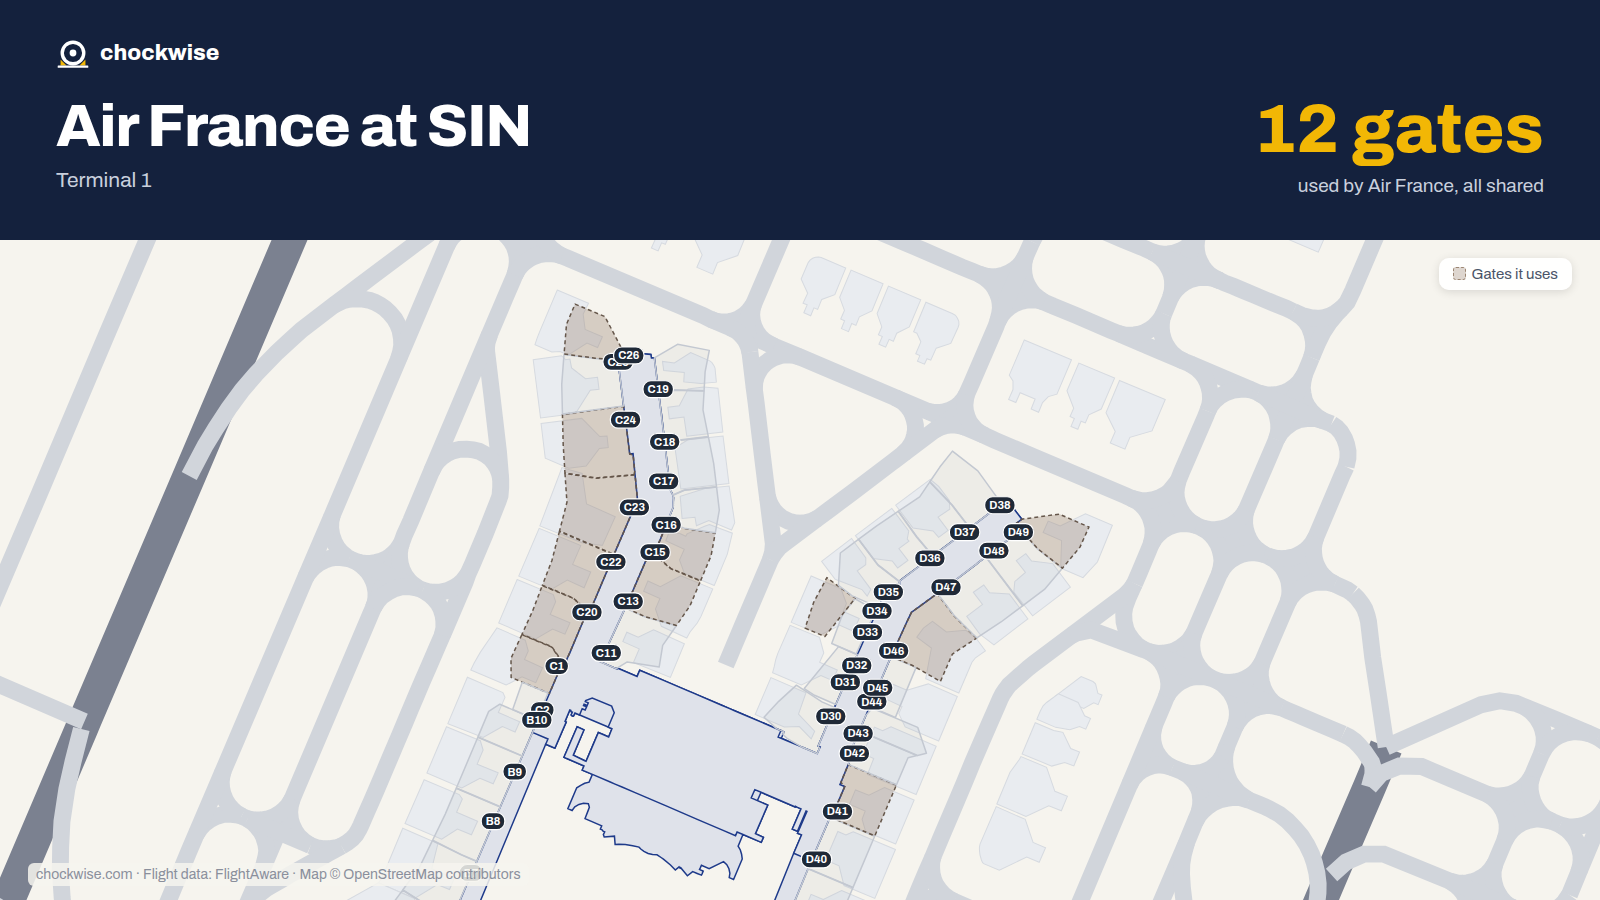 chockwise
Air France at SIN
Terminal 1
12 gates
used by Air France, all shared
Gates it uses
C26
C19
C24
C18
C17
C23
C16
C15
C22
C13
C20
C11
C1
C2
B10
B9
B8
D38
D49
D37
D48
D36
D47
D35
D34
D33
D46
D32
D31
D45
D44
D30
D43
D42
D41
D40
chockwise.com · Flight data: FlightAware · Map © OpenStreetMap contributors